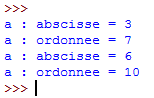 >>>
a : abscisse = 3
a : ordonnee = 7
a : abscisse = 6
a : ordonnee = 10
>>>